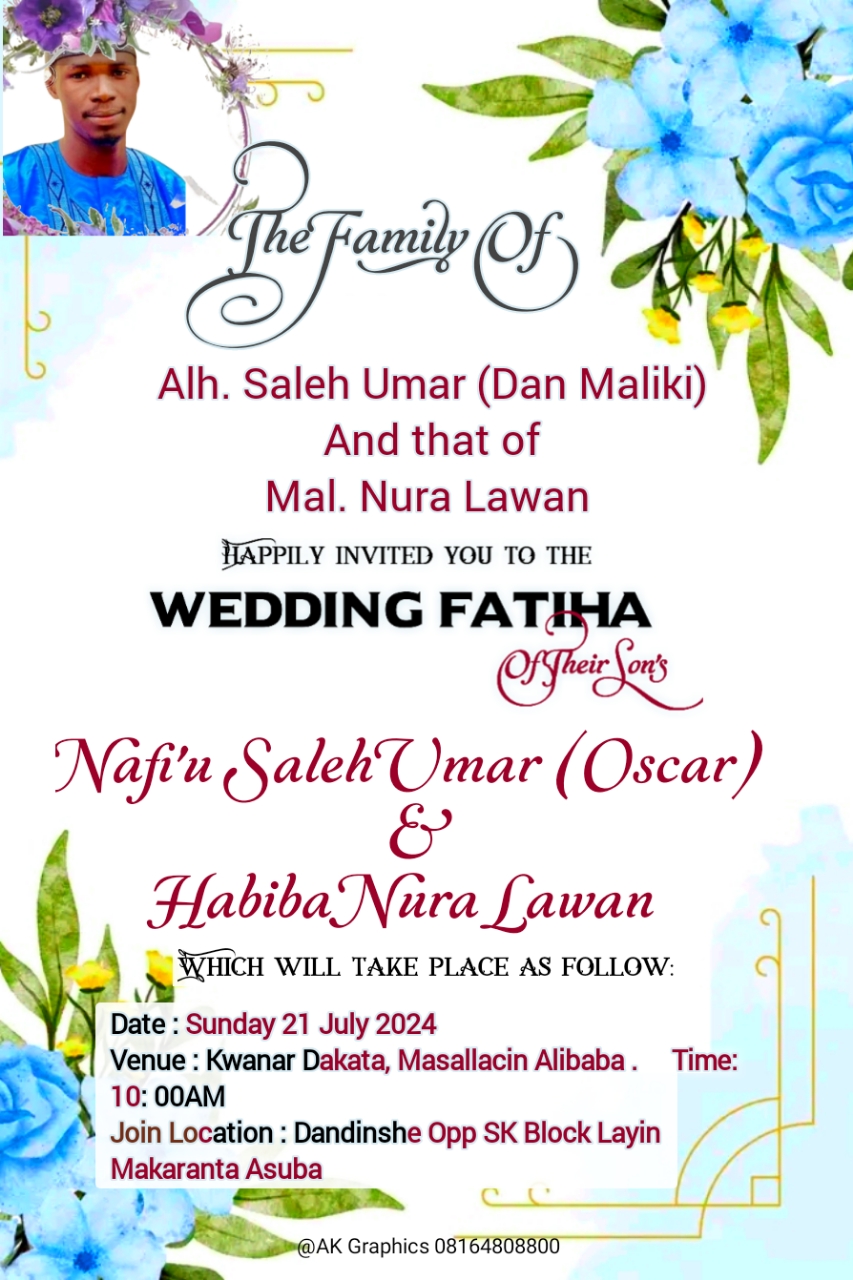 The Family Of
Alh. Saleh Umar (Dan Maliki)
And that of
Mal. Nura Lawan
HAPPILY INVITED YOU TO THE
WEDDING FATIHA
Of Their Son's
Nafi'u Saleh Umar (Oscar)
&
Habiba Nura Lawan
WHICH WILL TAKE PLACE AS FOLLOW:
Date : Sunday 21 July 2024
Venue : Kwanar Dakata, Masallacin Alibaba . Time:
10: 00AM
Join Location : Dandinshe Opp SK Block Layin
Makaranta Asuba
@AK Graphics 08164808800